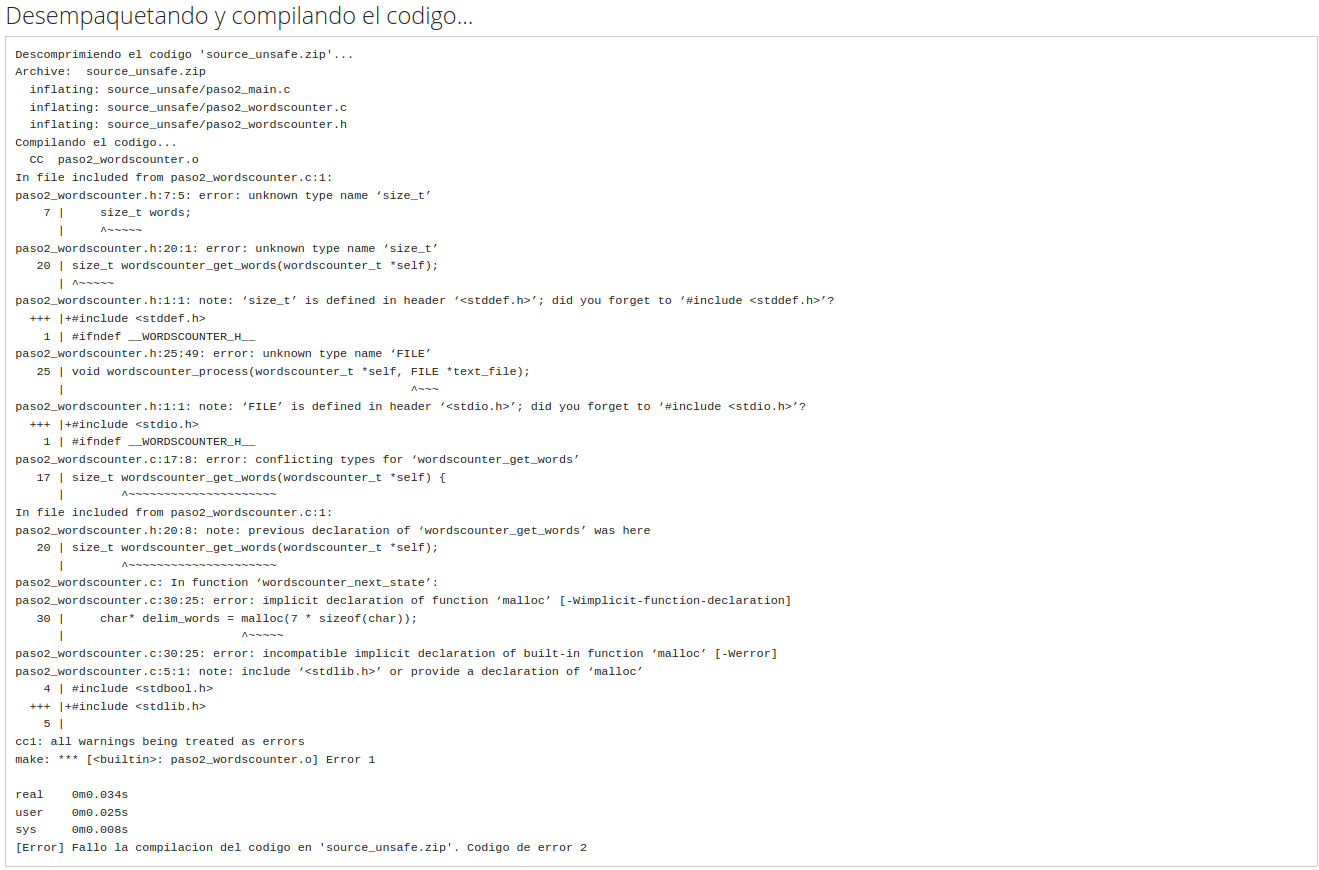 Desempaquetando y compilando el codigo...
Descomprimiendo el codigo 'source_unsafe.zip'...
Archive:  source_unsafe.zip
  inflating: source_unsafe/paso2_main.c
  inflating: source_unsafe/paso2_wordscounter.c
  inflating: source_unsafe/paso2_wordscounter.h
Compilando el codigo...
  CC  paso2_wordscounter.o
In file included from paso2_wordscounter.c:1:
paso2_wordscounter.h:7:5: error: unknown type name ‘size_t’
    7 |     size_t words;
      |     ^~~~~~
paso2_wordscounter.h:20:1: error: unknown type name ‘size_t’
   20 | size_t wordscounter_get_words(wordscounter_t *self);
      | ^~~~~~
paso2_wordscounter.h:1:1: note: ‘size_t’ is defined in header ‘<stddef.h>’; did you forget to ‘#include <stddef.h>’?
  +++ |+#include <stddef.h>
    1 | #ifndef __WORDSCOUNTER_H__
paso2_wordscounter.h:25:49: error: unknown type name ‘FILE’
   25 | void wordscounter_process(wordscounter_t *self, FILE *text_file);
      |                                                 ^~~~
paso2_wordscounter.h:1:1: note: ‘FILE’ is defined in header ‘<stdio.h>’; did you forget to ‘#include <stdio.h>’?
  +++ |+#include <stdio.h>
    1 | #ifndef __WORDSCOUNTER_H__
paso2_wordscounter.c:17:8: error: conflicting types for ‘wordscounter_get_words’
   17 | size_t wordscounter_get_words(wordscounter_t *self) {
      |        ^~~~~~~~~~~~~~~~~~~~~~
In file included from paso2_wordscounter.c:1:
paso2_wordscounter.h:20:8: note: previous declaration of ‘wordscounter_get_words’ was here
   20 | size_t wordscounter_get_words(wordscounter_t *self);
      |        ^~~~~~~~~~~~~~~~~~~~~~
paso2_wordscounter.c: In function ‘wordscounter_next_state’:
paso2_wordscounter.c:30:25: error: implicit declaration of function ‘malloc’ [-Wimplicit-function-declaration]
   30 |     char* delim_words = malloc(7 * sizeof(char));
      |                         ^~~~~~
paso2_wordscounter.c:30:25: error: incompatible implicit declaration of built-in function ‘malloc’ [-Werror]
paso2_wordscounter.c:5:1: note: include ‘<stdlib.h>’ or provide a declaration of ‘malloc’
    4 | #include <stdbool.h>
  +++ |+#include <stdlib.h>
    5 |
cc1: all warnings being treated as errors
make: *** [<builtin>: paso2_wordscounter.o] Error 1
real    0m0.034s
user    0m0.025s
sys     0m0.008s
[Error] Fallo la compilacion del codigo en 'source_unsafe.zip'. Codigo de error 2